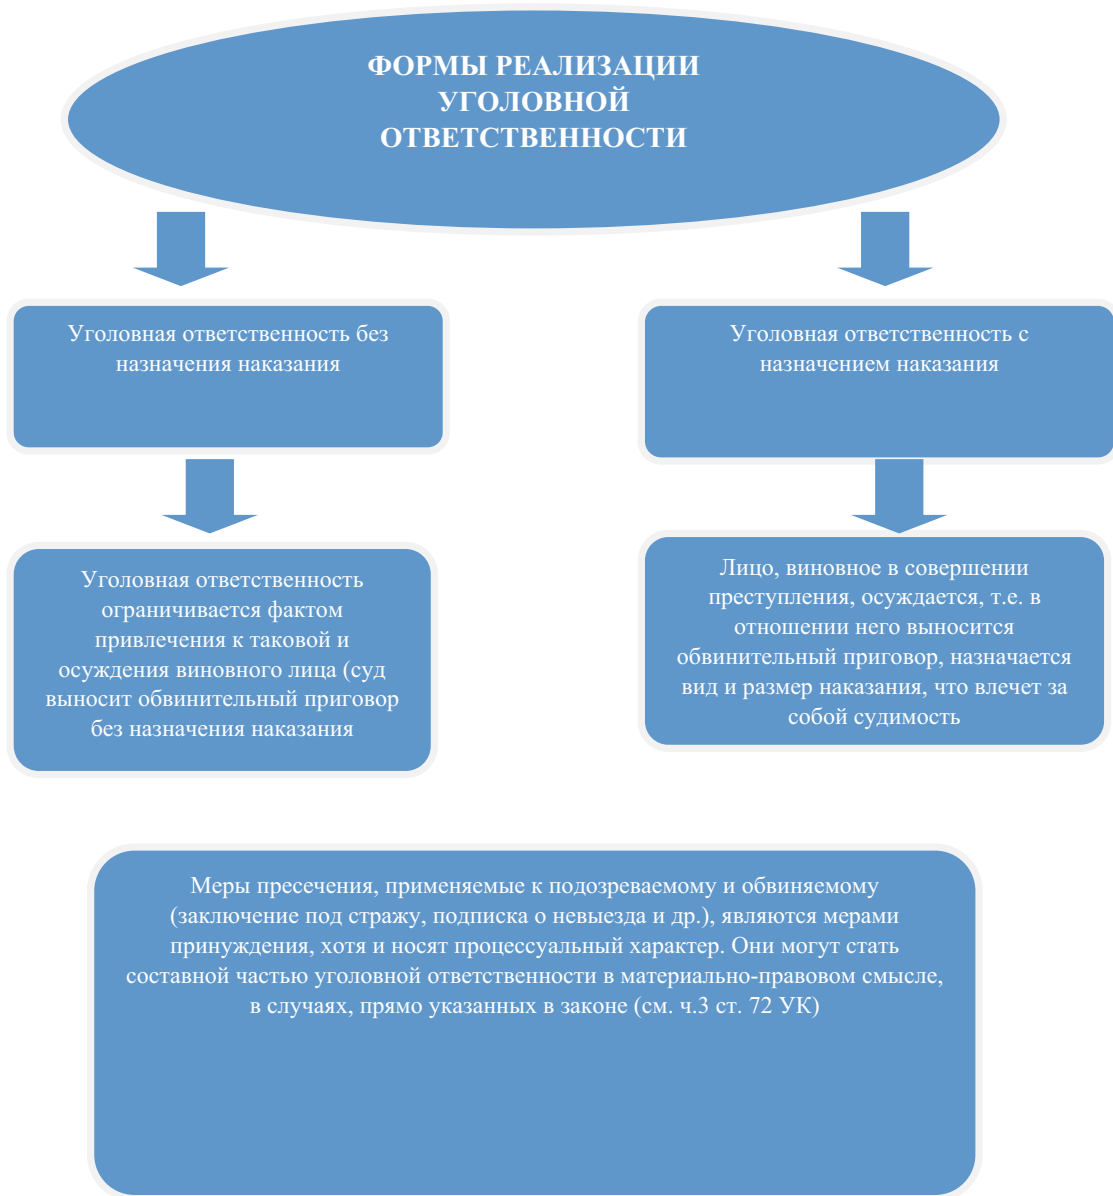 ФОРМЫ РЕАЛИЗАЦИИ
УГОЛОВНОЙ
ОТВЕТСТВЕННОСТИ
Уголовная ответственность без
назначения наказания
Уголовная ответственность с
назначением наказания
Уголовная ответственность
ограничивается фактом
привлечения к таковой и
осуждения виновного лица (суд
выносит обвинительный приговор
без назначения наказания
Лицо, виновное в совершении
преступления, осуждается, т.е. в
отношении него выносится
обвинительный приговор, назначается
вид и размер наказания, что влечет за
собой судимость
Меры пресечения, применяемые к подозреваемому и обвиняемому
(заключение под стражу, подписка о невыезда и др.), являются мерами
принуждения, хотя и носят процессуальный характер. Они могут стать
составной частью уголовной ответственности в материально-правовом смысле,
в случаях, прямо указанных в законе (см. ч.3 ст. 72 УК)